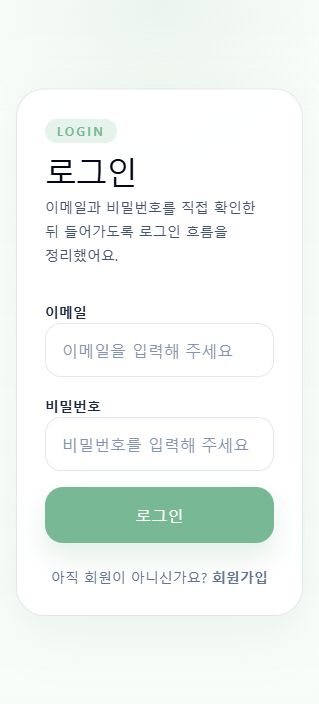 LOGIN
로그인
이메일과 비밀번호를 직접 확인한
뒤 들어가도록 로그인 흐름을
정리했어요.
이메일
이메일을 입력해 주세요
비밀번호
비밀번호를 입력해 주세요
로그인
아직 회원이 아니신가요? 회원가입